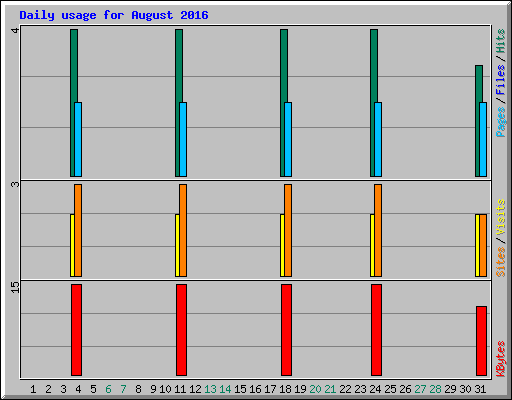 Daily usage for August 2016
4
3
15
Pages/Files/Hits
Sites/Visits
KBytes
1 2 3 4 5 6 7 8 9 10 11 12 13 14 15 16 17 18 19 20 21 22 23 24 25 26 27 28 29 30 31